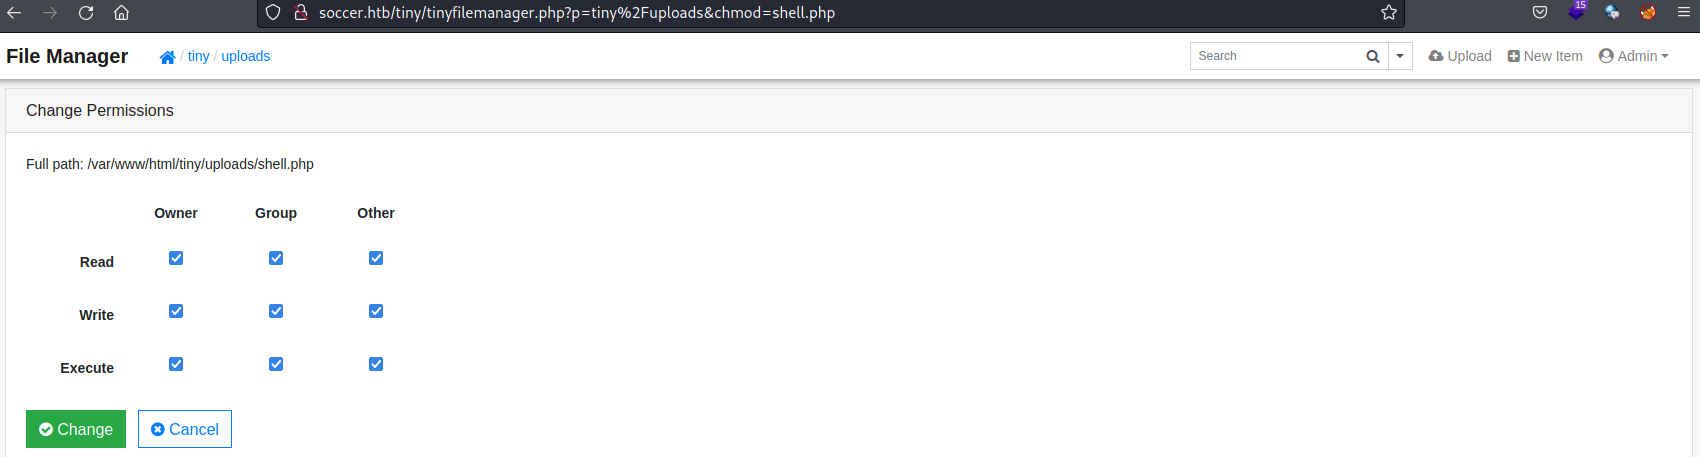 soccer.htb/tiny/tinyfilemanager.php?p=tiny%2Fuploads&chmod=shell.php
15
File Manager / tiny / uploads Search Upload New Item Admin
Change Permissions
Full path: /var/www/html/tiny/uploads/shell.php
Owner Group Other
Read
Write
Execute
Change Cancel